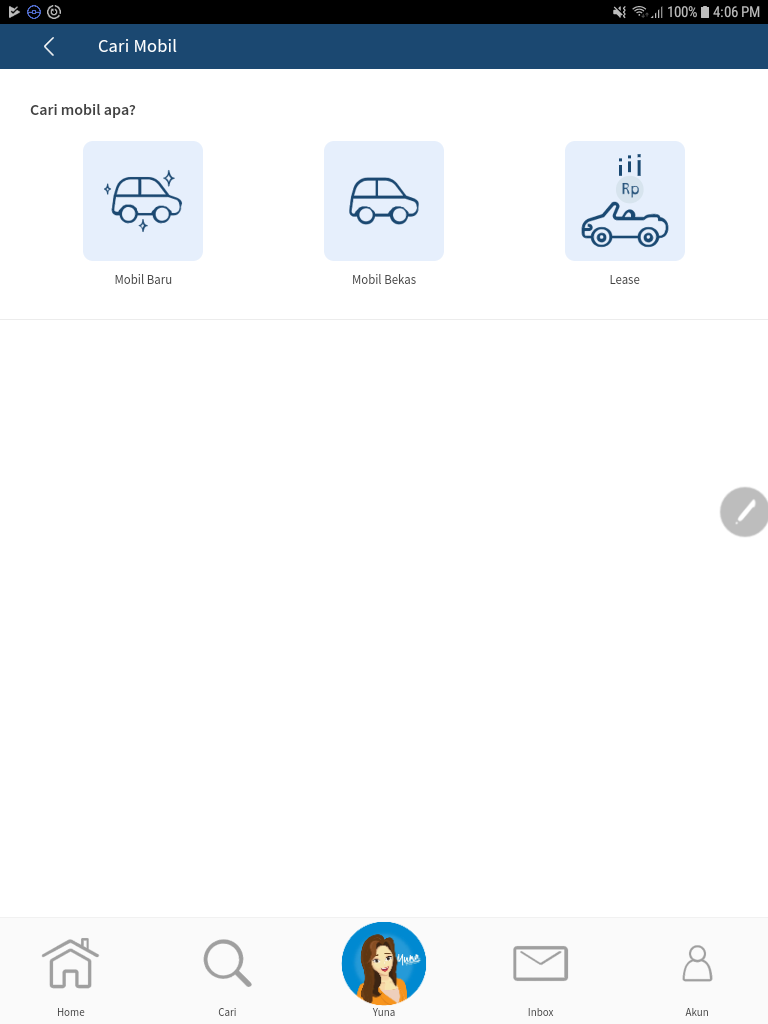 100% 4:06 PM
Cari Mobil
Cari mobil apa?
Rp
Mobil Baru
Mobil Bekas
Lease
Yuna
Home
Cari
Yuna
Inbox
Akun